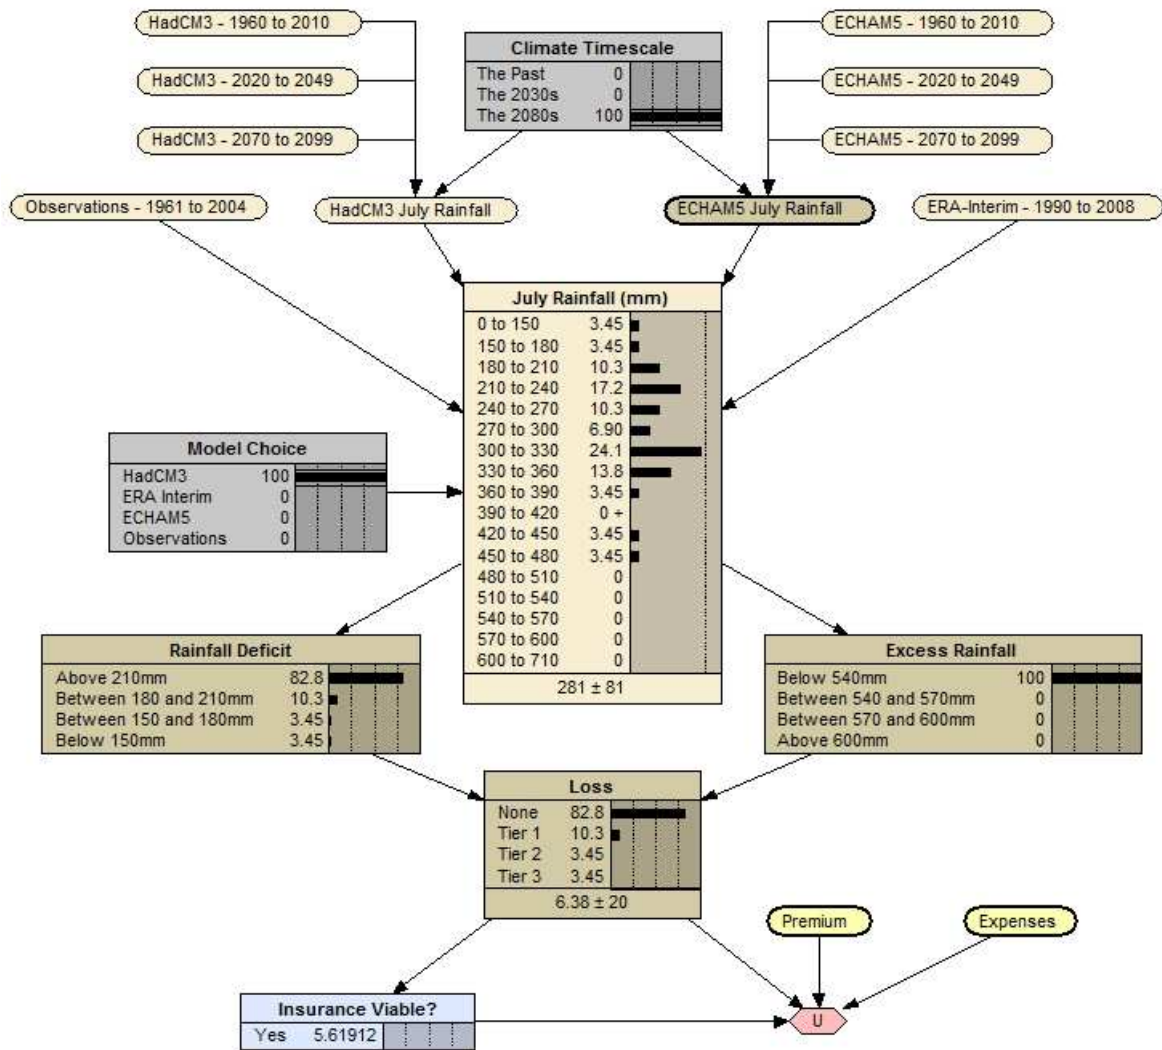 HadCM3 - 1960 to 2010
ECHAM5 - 1960 to 2010
Climate Timescale
The Past 0
The 2030s 0
The 2080s 100
HadCM3 - 2020 to 2049
ECHAM5 - 2020 to 2049
HadCM3 - 2070 to 2099
ECHAM5 - 2070 to 2099
Observations - 1961 to 2004
HadCM3 July Rainfall
ECHAM5 July Rainfall
ERA-Interim - 1990 to 2008
July Rainfall (mm)
0 to 150 3.45
150 to 180 3.45
180 to 210 10.3
210 to 240 17.2
240 to 270 10.3
270 to 300 6.90
300 to 330 24.1
330 to 360 13.8
360 to 390 3.45
390 to 420 0 +
420 to 450 3.45
450 to 480 3.45
480 to 510 0
510 to 540 0
540 to 570 0
570 to 600 0
600 to 710 0
281 ± 81
Model Choice
HadCM3 100
ERA Interim 0
ECHAM5 0
Observations 0
Rainfall Deficit
Above 210mm 82.8
Between 180 and 210mm 10.3
Between 150 and 180mm 3.45
Below 150mm 3.45
Excess Rainfall
Below 540mm 100
Between 540 and 570mm 0
Between 570 and 600mm 0
Above 600mm 0
Loss
None 82.8
Tier 1 10.3
Tier 2 3.45
Tier 3 3.45
6.38 ± 20
Premium
Expenses
Insurance Viable?
Yes 5.61912
U